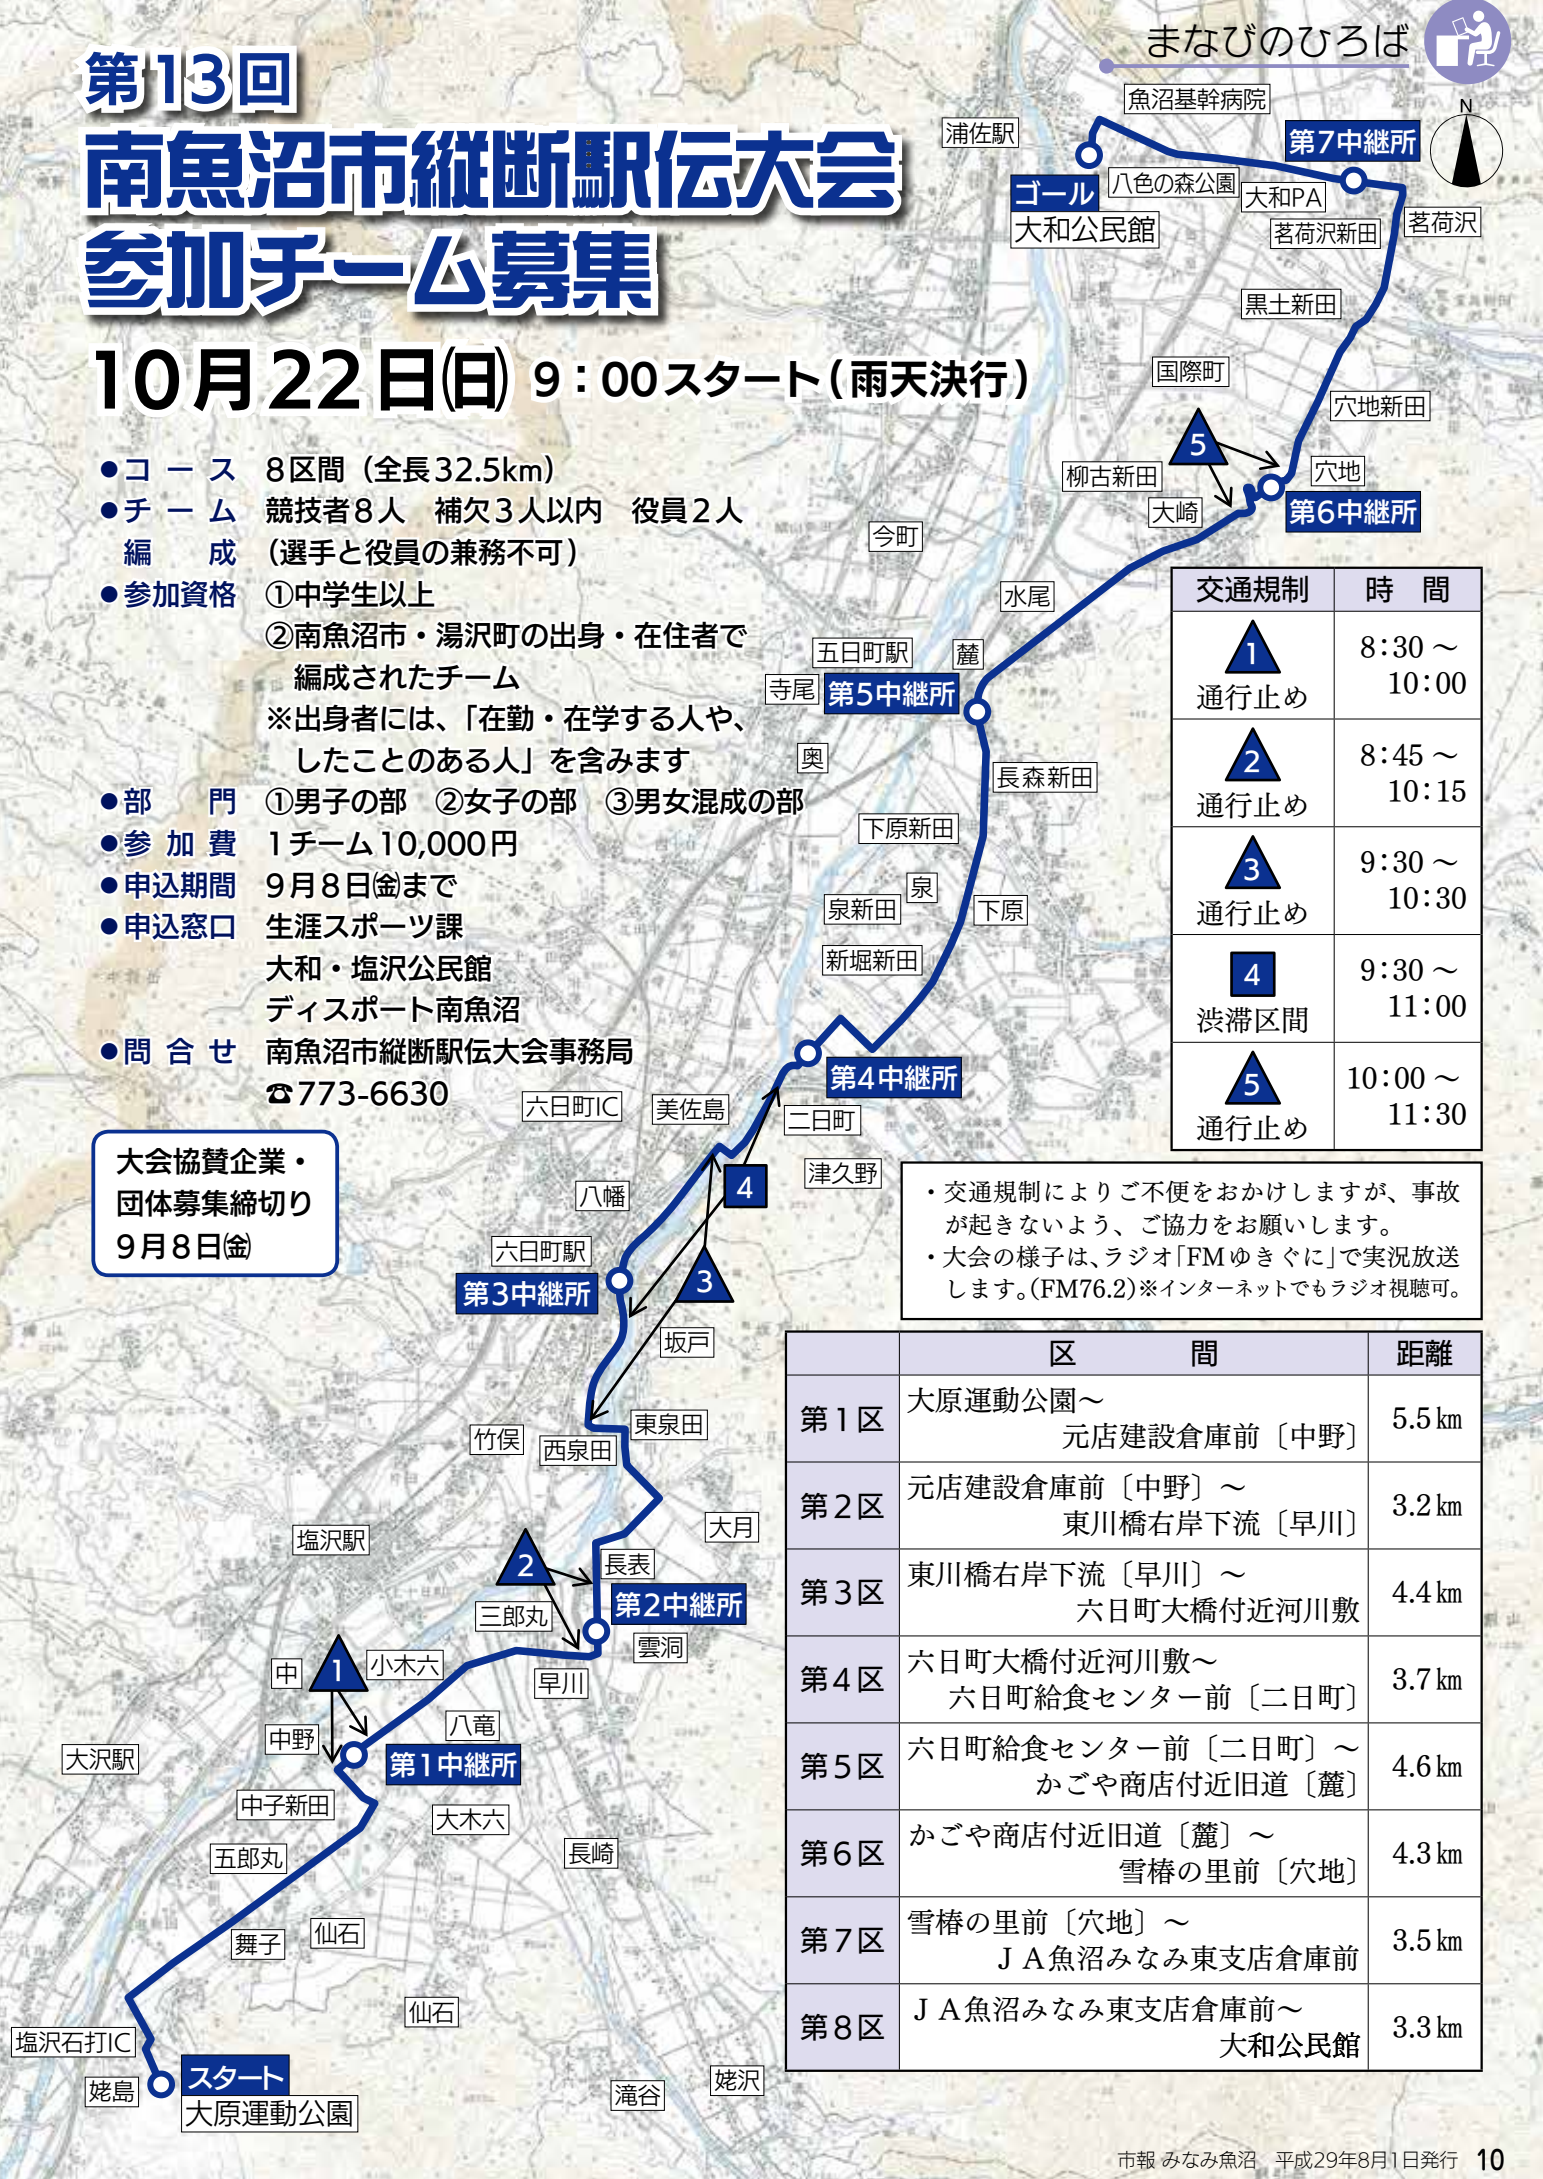 まなびのひろば
第13回
南魚沼市縦断駅伝大会
参加チーム募集
10月22日(日) 9：00スタート(雨天決行)
●コース 8区間（全長32.5km）
●チーム 競技者8人　補欠3人以内　役員2人
編成 （選手と役員の兼務不可）
●参加資格 ①中学生以上
②南魚沼市・湯沢町の出身・在住者で
編成されたチーム
※出身者には、「在勤・在学する人や、
したことのある人」を含みます
●部門 ①男子の部　②女子の部　③男女混成の部
●参加費 1チーム10,000円
●申込期間 9月8日㈮まで
●申込窓口 生涯スポーツ課
大和・塩沢公民館
ディスポート南魚沼
●問合せ 南魚沼市縦断駅伝大会事務局
☎773-6630
大会協賛企業・
団体募集締切り
9月8日㈮
N
魚沼基幹病院
浦佐駅
第7中継所
ゴール
大和公民館
八色の森公園
大和PA
茗荷沢新田
茗荷沢
黒土新田
国際町
穴地新田
5
柳古新田
穴地
大崎
第6中継所
今町
水尾
五日町駅
麓
寺尾
第5中継所
奥
長森新田
下原新田
泉
泉新田
下原
新堀新田
第4中継所
六日町IC
美佐島
二日町
津久野
4
八幡
六日町駅
第3中継所
3
坂戸
東泉田
竹俣
西泉田
大月
塩沢駅
2
長表
第2中継所
三郎丸
雲洞
早川
中
1
小木六
中野
八竜
第1中継所
大沢駅
中子新田
大木六
五郎丸
長崎
舞子
仙石
仙石
塩沢石打IC
姥島
スタート
大原運動公園
滝谷
姥沢
交通規制 時　間
1 通行止め 8：30～10：00
2 通行止め 8：45～10：15
3 通行止め 9：30～10：30
4 渋滞区間 9：30～11：00
5 通行止め 10：00～11：30
・交通規制によりご不便をおかけしますが、事故
が起きないよう、ご協力をお願いします。
・大会の様子は、ラジオ「FMゆきぐに」で実況放送
します。(FM76.2)※インターネットでもラジオ視聴可。
区　間 距離
第1区 大原運動公園～
元店建設倉庫前〔中野〕 5.5km
第2区 元店建設倉庫前〔中野〕～
東川橋右岸下流〔早川〕 3.2km
第3区 東川橋右岸下流〔早川〕～
六日町大橋付近河川敷 4.4km
第4区 六日町大橋付近河川敷～
六日町給食センター前〔二日町〕 3.7km
第5区 六日町給食センター前〔二日町〕～
かごや商店付近旧道〔麓〕 4.6km
第6区 かごや商店付近旧道〔麓〕～
雪椿の里前〔穴地〕 4.3km
第7区 雪椿の里前〔穴地〕～
ＪＡ魚沼みなみ東支店倉庫前 3.5km
第8区 ＪＡ魚沼みなみ東支店倉庫前～
大和公民館 3.3km
市報 みなみ魚沼　平成29年8月1日発行 10